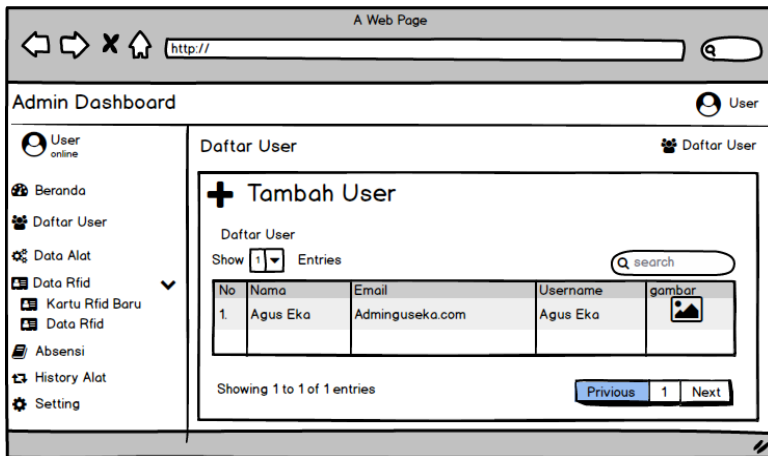 A Web Page
http://
Admin Dashboard
User
User
online
Beranda
Daftar User
Data Alat
Data Rfid
Kartu Rfid Baru
Data Rfid
Absensi
History Alat
Setting
Daftar User
Daftar User
Tambah User
Daftar User
Show 1 Entries
search
No Nama Email Username gambar
1. Agus Eka Adminguseka.com Agus Eka
Showing 1 to 1 of 1 entries
Privious 1 Next